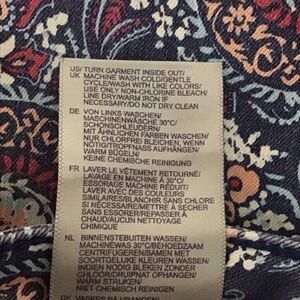 US/ TURN GARMENT INSIDE OUT/
UK MACHINE WASH COLD/GENTLE
CYCLE/WASH WITH LIKE COLORS/
USE ONLY NON-CHLORINE BLEACH/
LINE DRY/WARM IRON IF
NECESSARY/DO NOT DRY CLEAN
DE VON LINKS WASCHEN/
MASCHINENWÄSCHE 30°C/
SCHONSCHLEUDERN/
MIT ÄHNLICHEN FARBEN WASCHEN/
NUR CHLORFREI BLEICHEN, WENN
NÖTIG/TROPFNASS AUFHÄNGEN/
WARM BÜGELN/
KEINE CHEMISCHE REINIGUNG
FR LAVER LE VÊTEMENT RETOURNÉ/
LAVAGE EN MACHINE À 30°C/
ESSORAGE MACHINE RÉDUIT/
LAVER AVEC DES COULEURS
SIMILAIRES/BLANCHIR SANS CHLORE
SI NÉCESSAIRE/METTRE À SÉCHER
SANS ESSORER/REPASSER À
CHAUD/AUCUN NETTOYAGE
CHIMIQUE
NL BINNENSTEBUITEN WASSEN/
MACHINEWAS 30°C/BEHOEDZAAM
CENTRIFUGEREN/SAMEN MET
SOORTGELIJKE KLEUREN WASSEN/
INDIEN NODIG BLEKEN ZONDER
CHLOOR/DRUIPNAT OPHANGEN/
WARM STRIJKEN/
NIET CHEMISCH REINIGEN